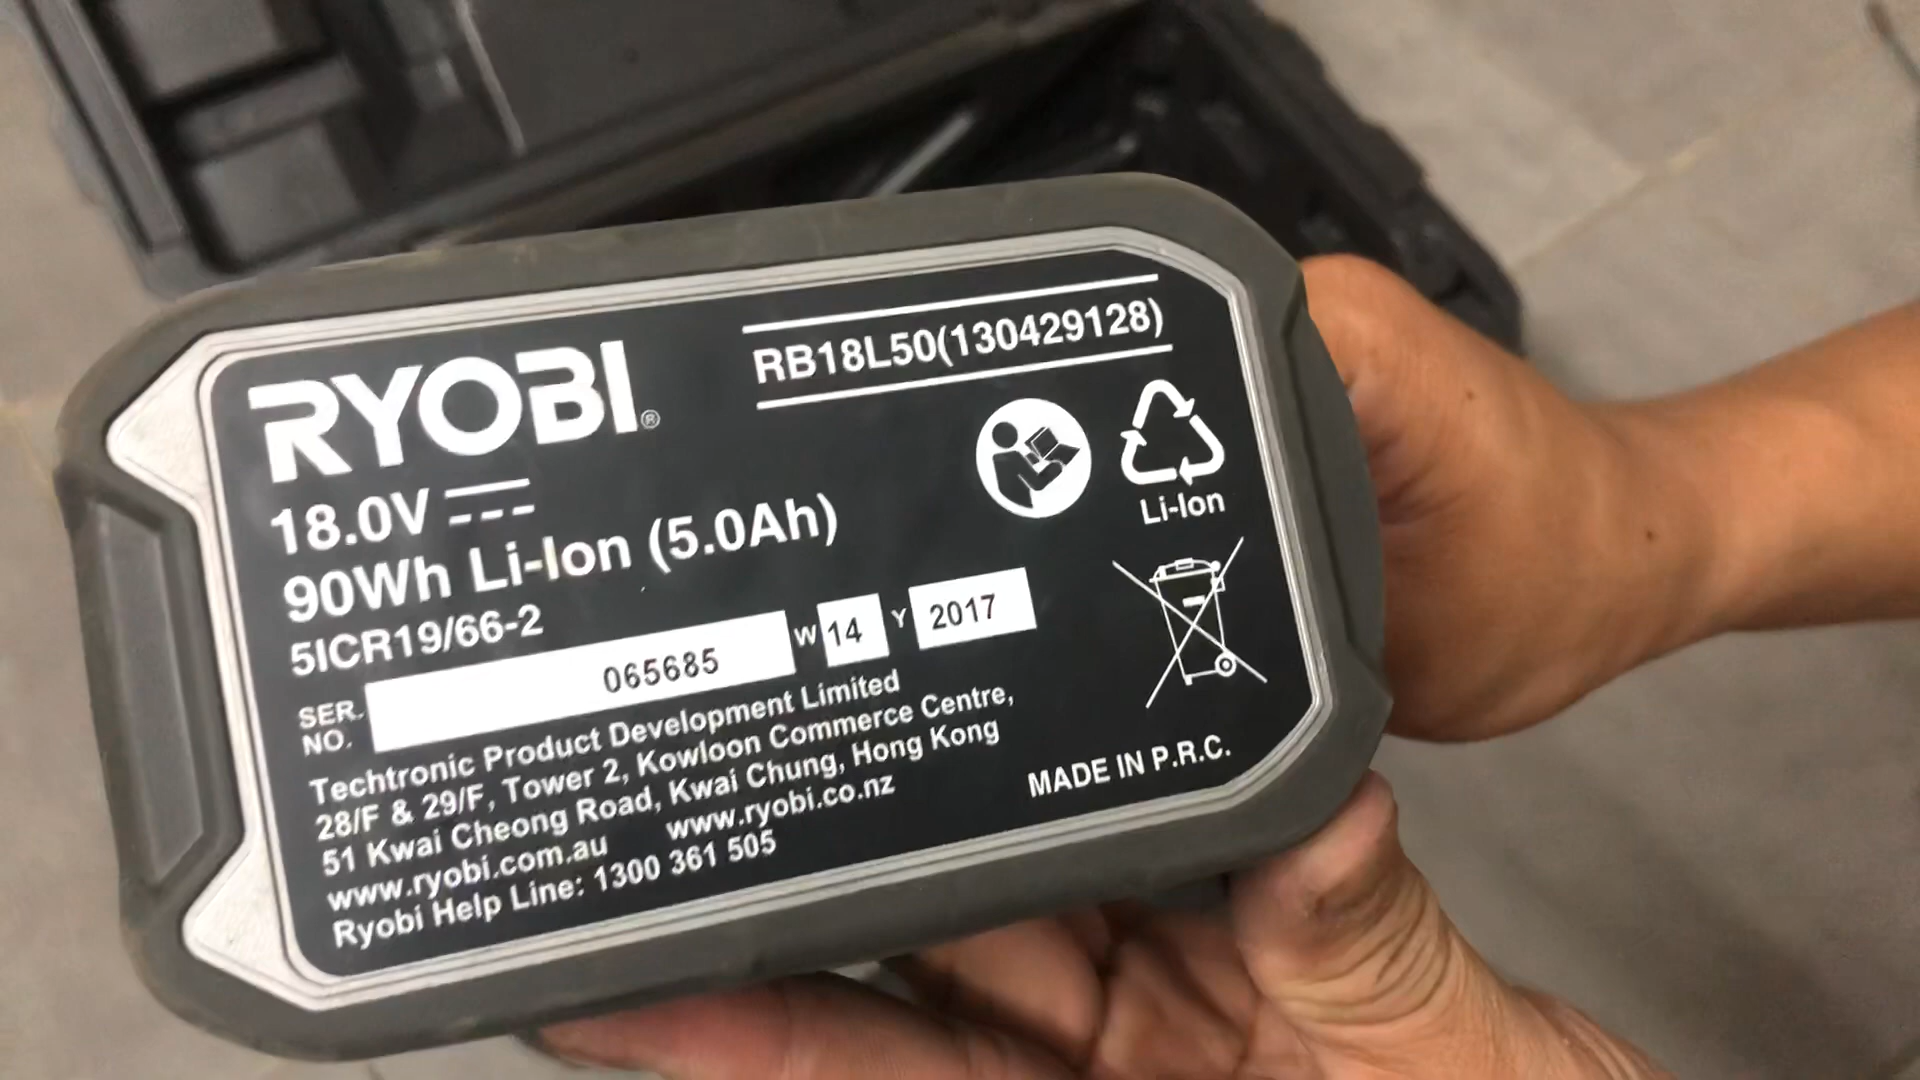 RYOBI®
RB18L50(130429128)
18.0V
90Wh Li-Ion (5.0Ah)
5ICR19/66-2
Li-Ion
SER. NO. 065685 W 14 Y 2017
Techtronic Product Development Limited
28/F & 29/F, Tower 2, Kowloon Commerce Centre,
51 Kwai Cheong Road, Kwai Chung, Hong Kong
www.ryobi.com.au www.ryobi.co.nz
Ryobi Help Line: 1300 361 505
MADE IN P.R.C.